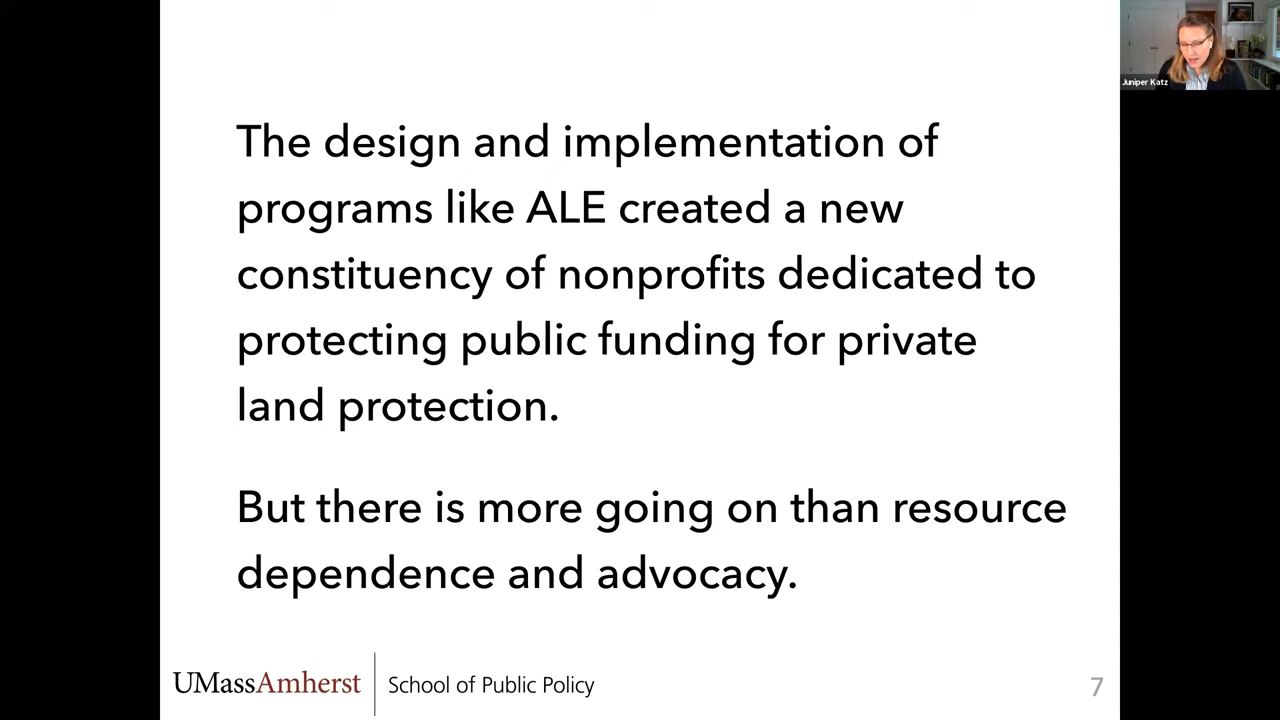 Juniper Katz
The design and implementation of
programs like ALE created a new
constituency of nonprofits dedicated to
protecting public funding for private
land protection.
But there is more going on than resource
dependence and advocacy.
UMassAmherst
School of Public Policy
7